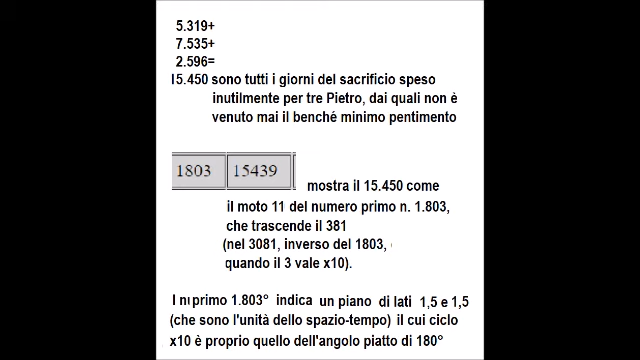 5.319+
7.535+
2.596=
15.450 sono tutti i giorni del sacrificio speso
inutilmente per tre Pietro, dai quali non è
venuto mai il benché minimo pentimento
1803 15439
mostra il 15.450 come
il moto 11 del numero primo n. 1.803,
che trascende il 381
(nel 3081, inverso del 1803,
quando il 3 vale x10).
I nprimo 1.803° indica un piano di lati 1,5 e 1,5
(che sono l'unità dello spazio-tempo) il cui ciclo
x10 è proprio quello dell'angolo piatto di 180°